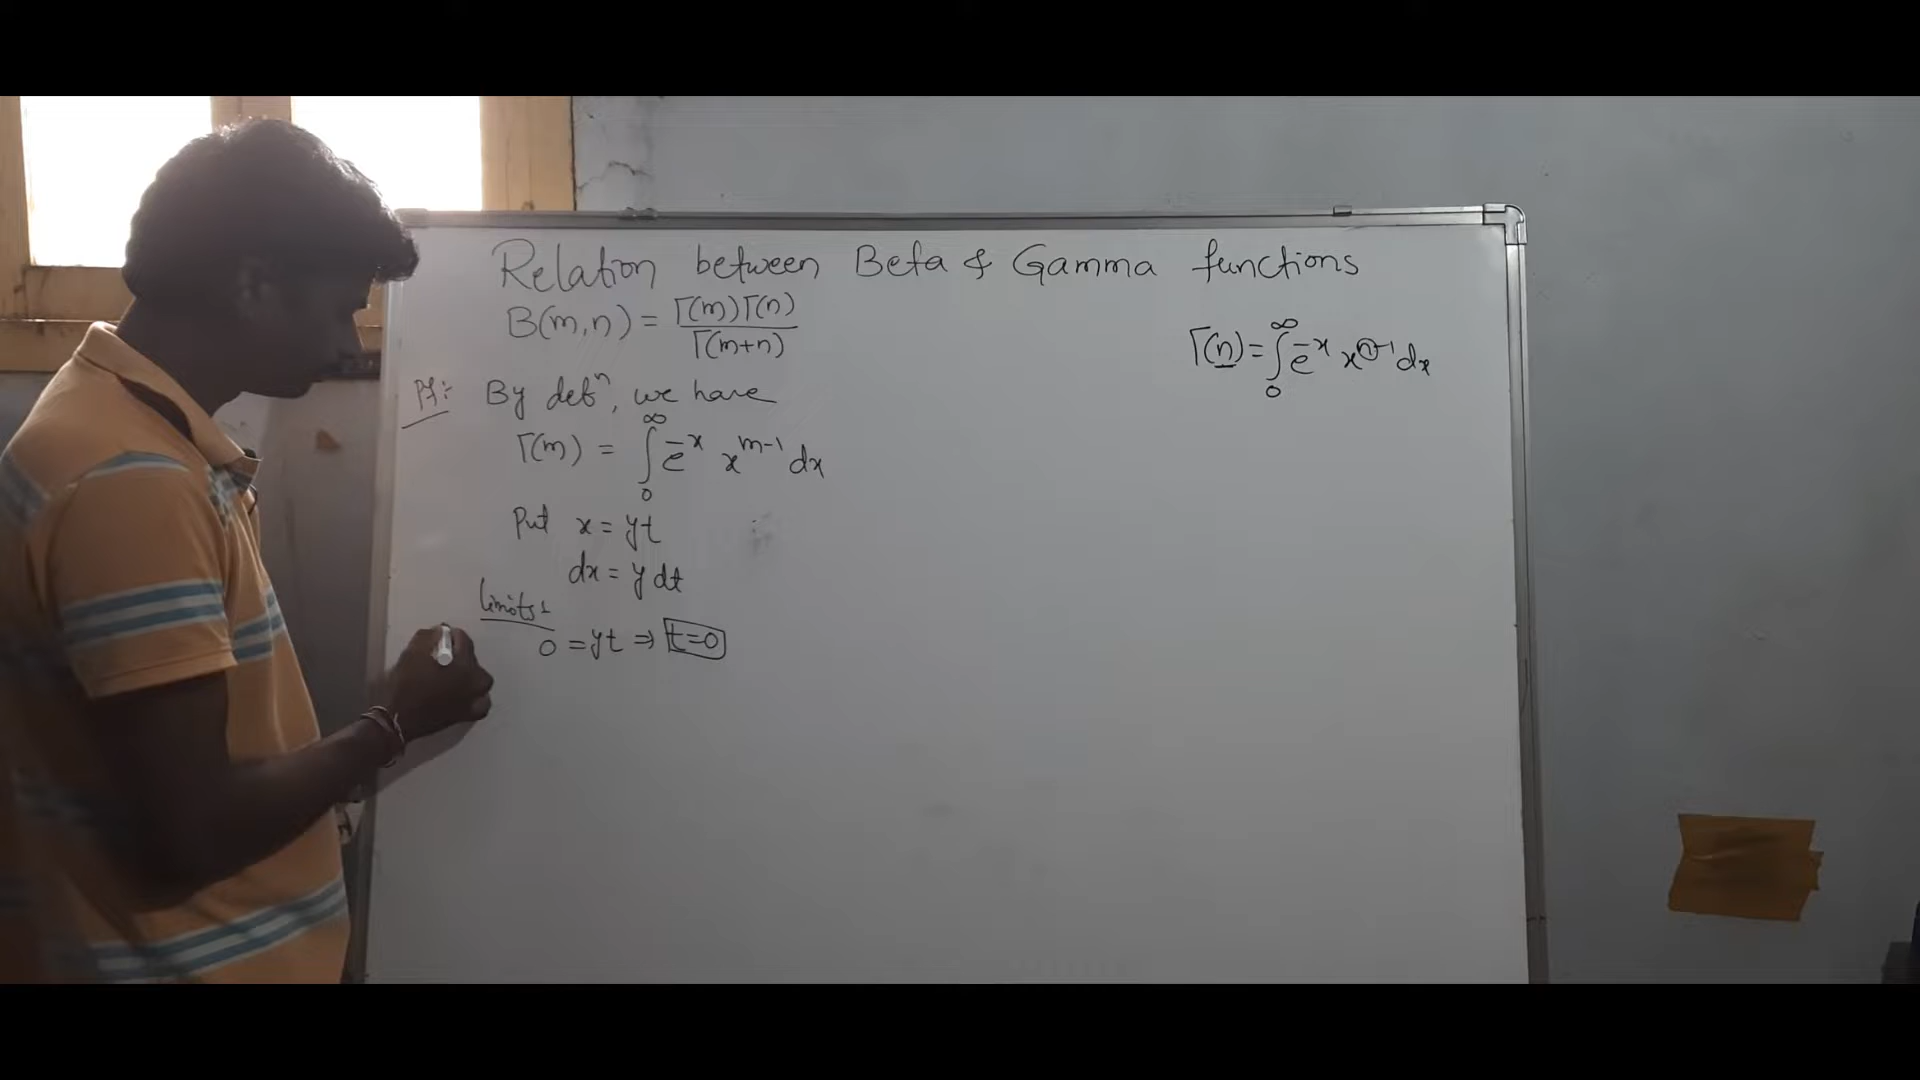 Relation between Beta & Gamma functions
B(m,n) = Γ(m)Γ(n) / Γ(m+n)
Γ(n) = ∫₀^∞ e^-x x^n-1 dx
Pf:- By defⁿ, we have
Γ(m) = ∫₀^∞ e^-x x^m-1 dx
Put x = yt
dx = y dt
limits:
0 = yt ⇒ t=0